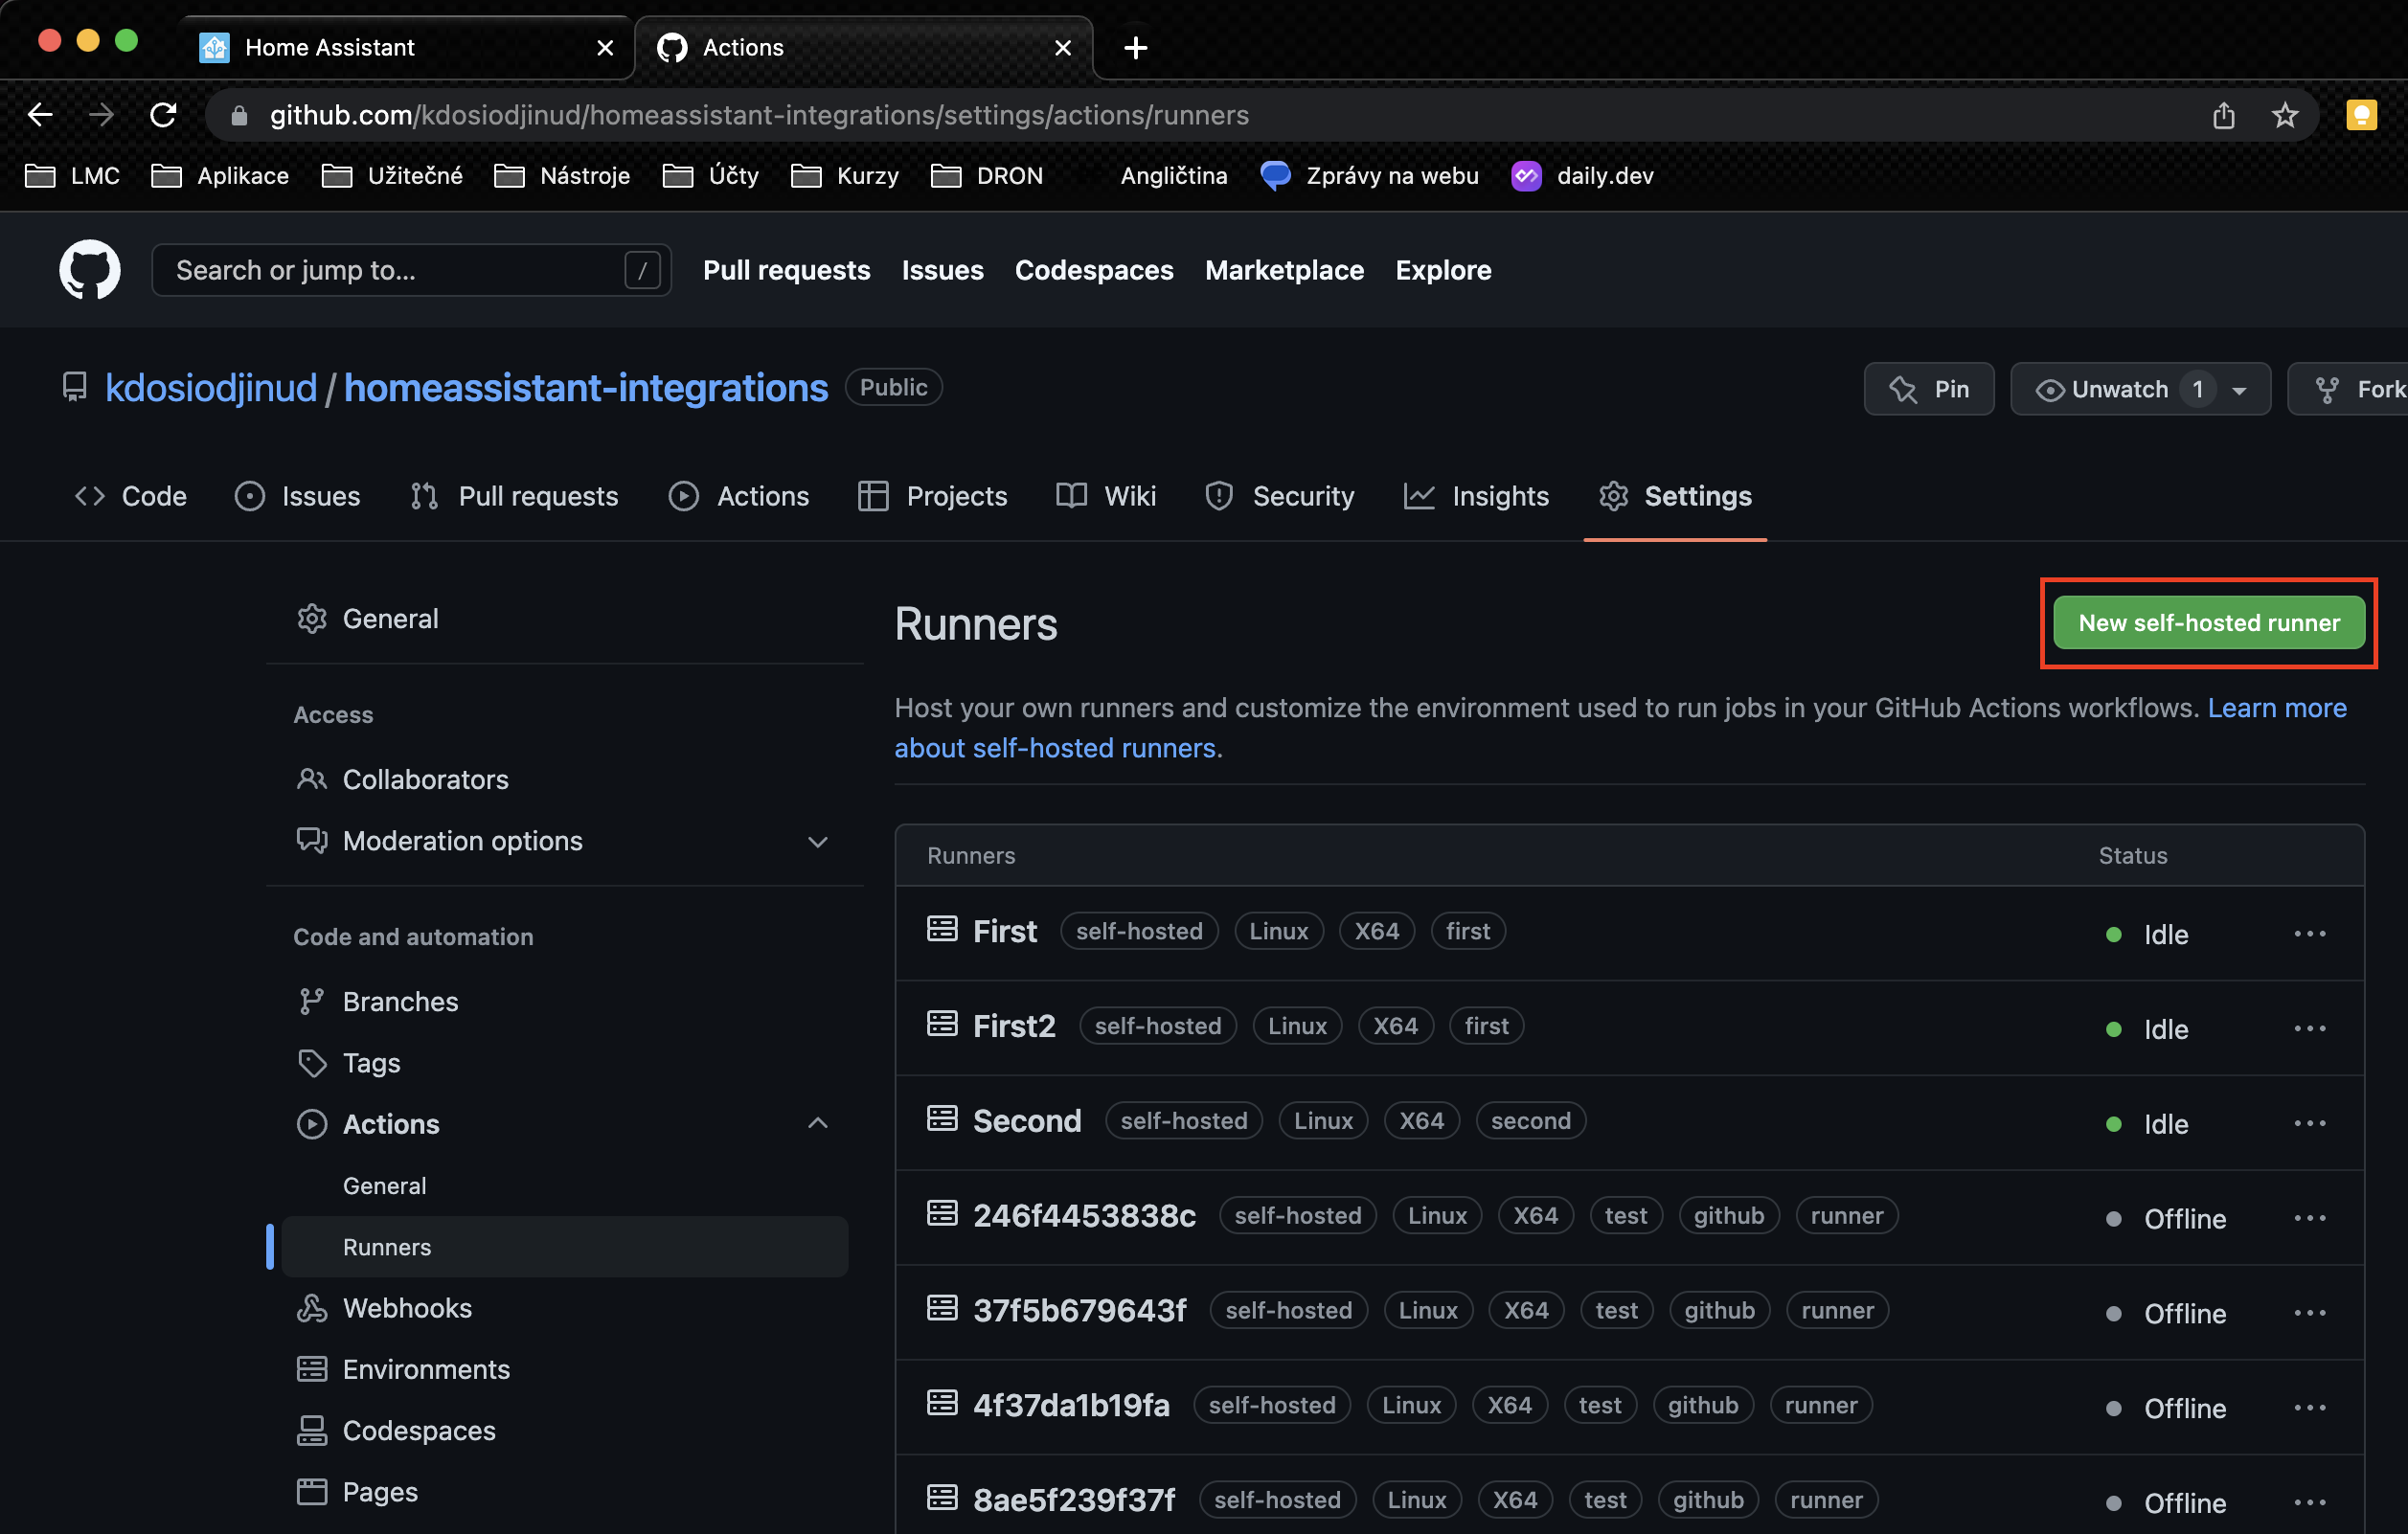 Home Assistant
Actions
github.com/kdosiodjinud/homeassistant-integrations/settings/actions/runners
LMC Aplikace Užitečné Nástroje Účty Kurzy DRON Angličtina Zprávy na webu daily.dev
Search or jump to... / Pull requests Issues Codespaces Marketplace Explore
kdosiodjinud / homeassistant-integrations Public Pin Unwatch 1 Fork
Code Issues Pull requests Actions Projects Wiki Security Insights Settings
General
Access
Collaborators
Moderation options
Code and automation
Branches
Tags
Actions
General
Runners
Webhooks
Environments
Codespaces
Pages
Runners New self-hosted runner
Host your own runners and customize the environment used to run jobs in your GitHub Actions workflows. Learn more
about self-hosted runners.
Runners Status
First self-hosted Linux X64 first Idle
First2 self-hosted Linux X64 first Idle
Second self-hosted Linux X64 second Idle
246f4453838c self-hosted Linux X64 test github runner Offline
37f5b679643f self-hosted Linux X64 test github runner Offline
4f37da1b19fa self-hosted Linux X64 test github runner Offline
8ae5f239f37f self-hosted Linux X64 test github runner Offline